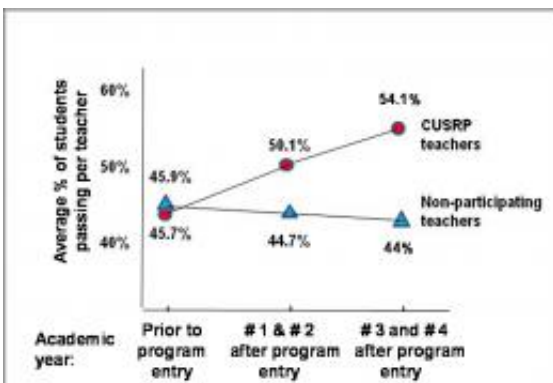 Average % of students
passing per teacher
60%
50%
40%
45.9%
45.7%
50.1%
44.7%
54.1%
44%
CUSRP
teachers
Non-participating
teachers
Academic
year:
Prior to
program
entry
# 1 & # 2
after program
entry
# 3 and # 4
after program
entry